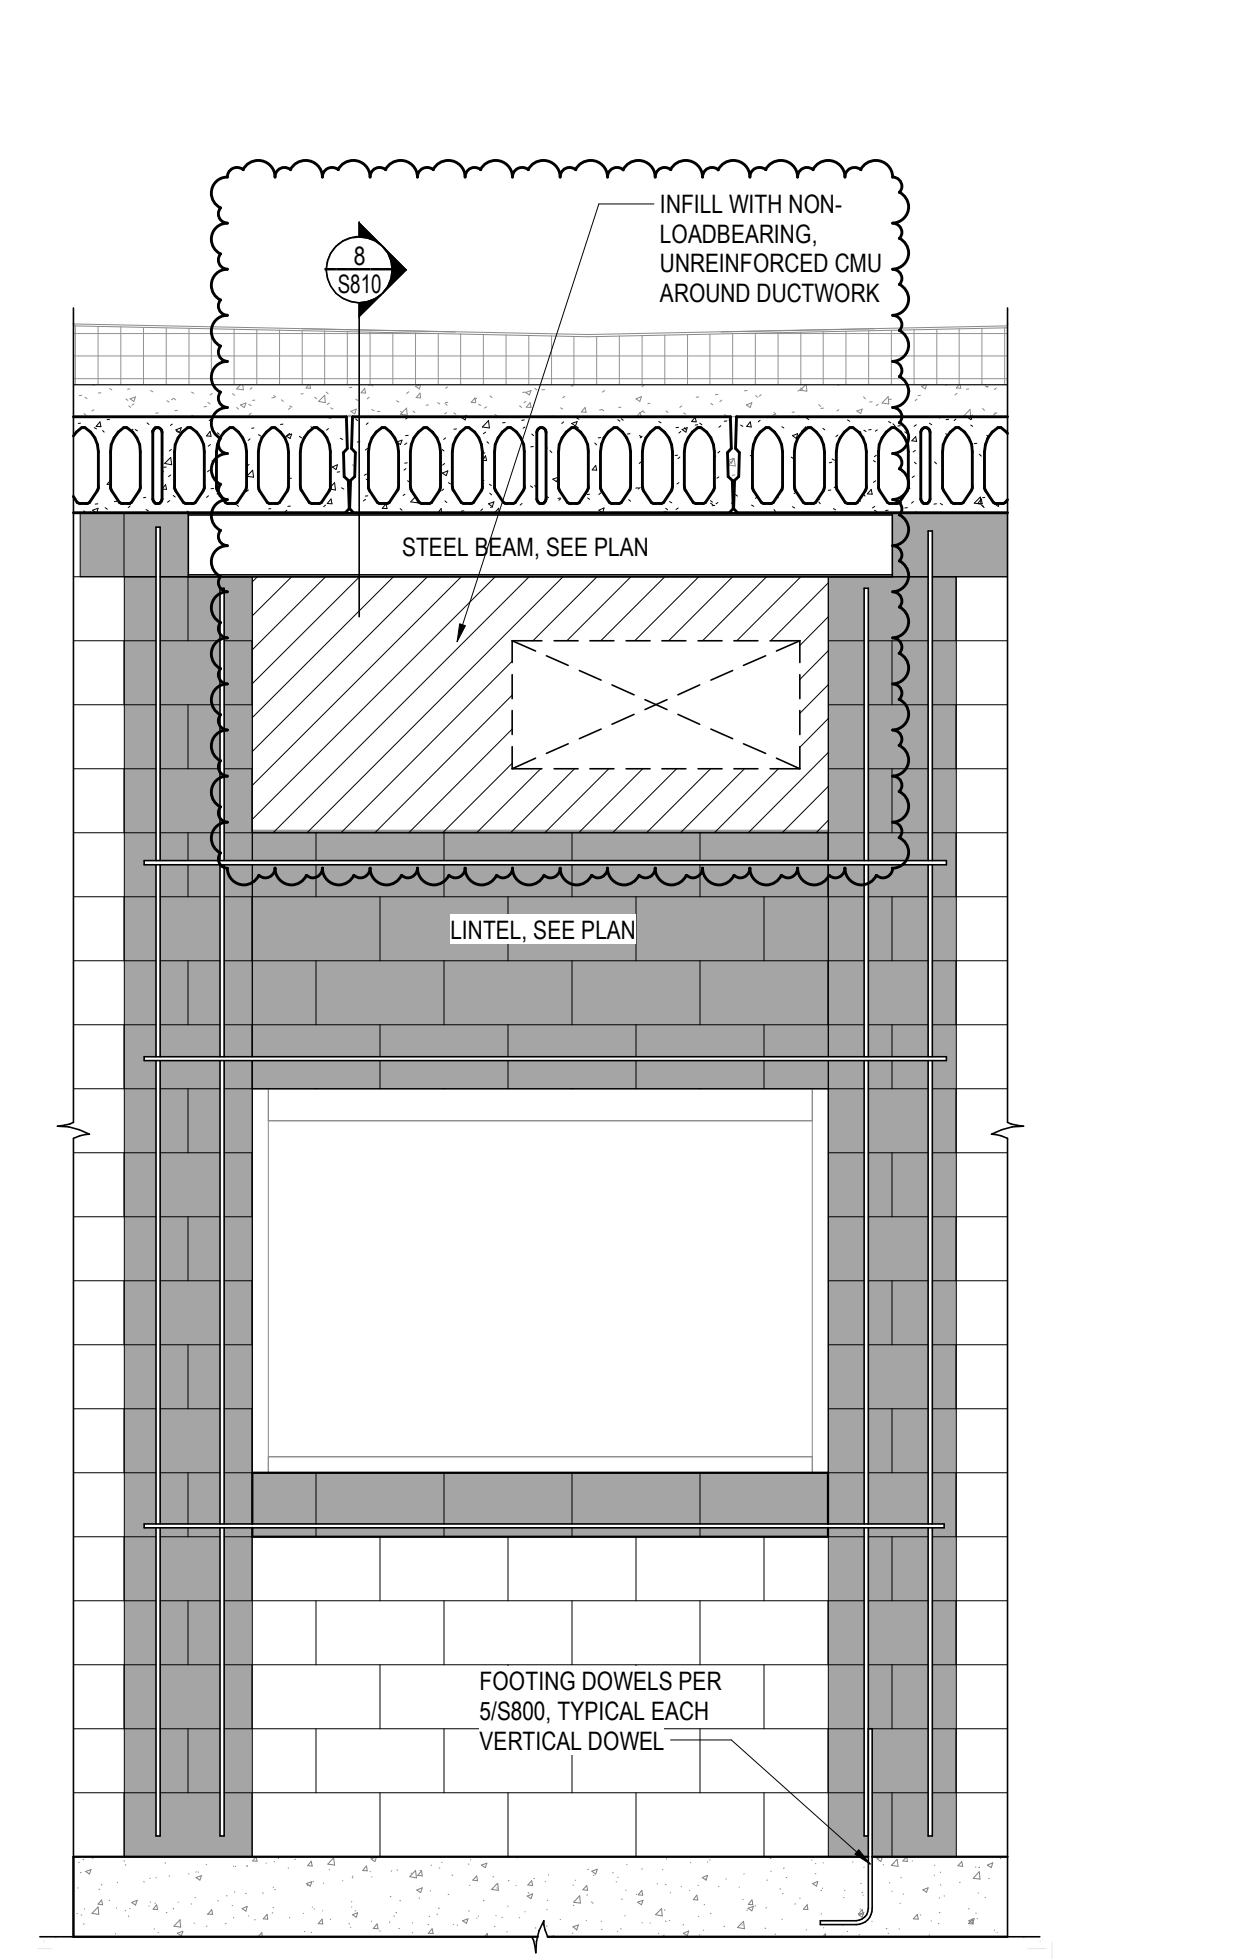 INFILL WITH NON-
LOADBEARING,
UNREINFORCED CMU
AROUND DUCTWORK
8
S810
STEEL BEAM, SEE PLAN
LINTEL, SEE PLAN
FOOTING DOWELS PER
5/S800, TYPICAL EACH
VERTICAL DOWEL